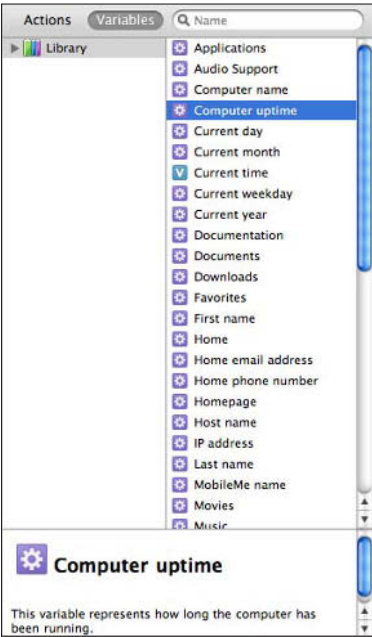 Actions Variables Name
Library
Applications
Audio Support
Computer name
Computer uptime
Current day
Current month
V Current time
Current weekday
Current year
Documentation
Documents
Downloads
Favorites
First name
Home
Home email address
Home phone number
Homepage
Host name
IP address
Last name
MobileMe name
Movies
Music
Computer uptime
This variable represents how long the computer has
been running.